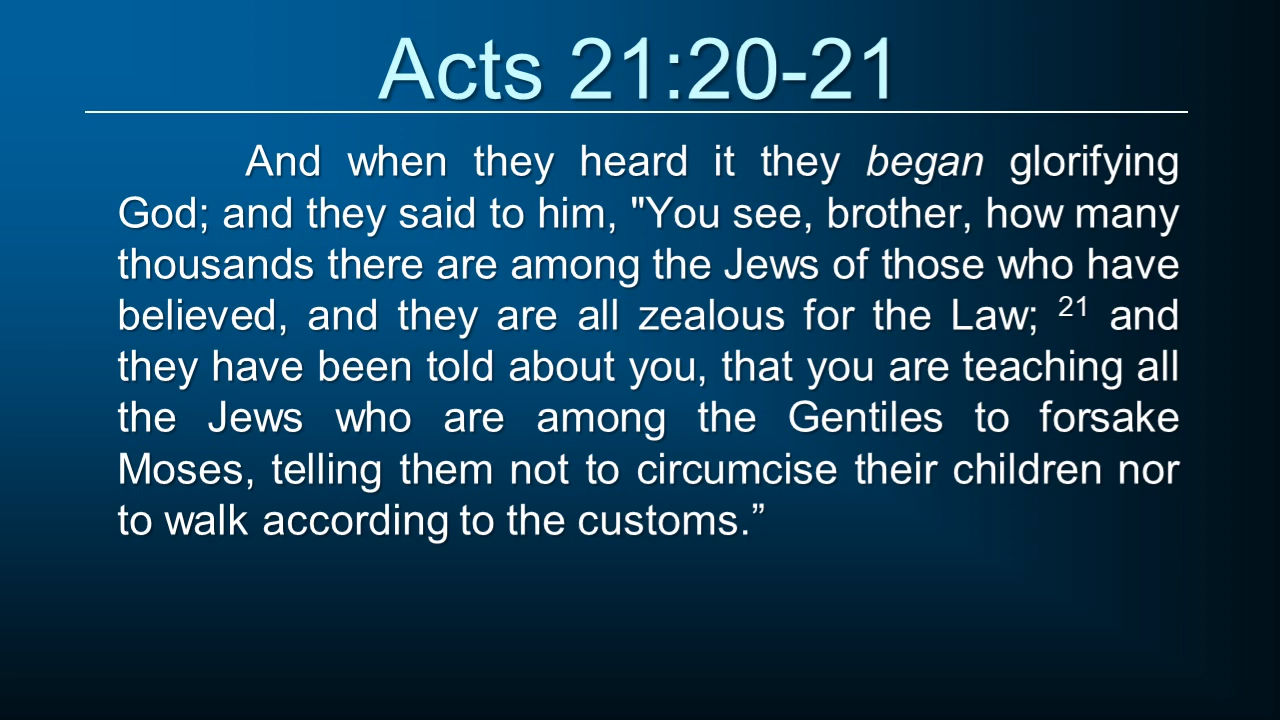 Acts 21:20-21
And when they heard it they began glorifying
God; and they said to him, "You see, brother, how many
thousands there are among the Jews of those who have
believed, and they are all zealous for the Law; 21 and
they have been told about you, that you are teaching all
the Jews who are among the Gentiles to forsake
Moses, telling them not to circumcise their children nor
to walk according to the customs.”